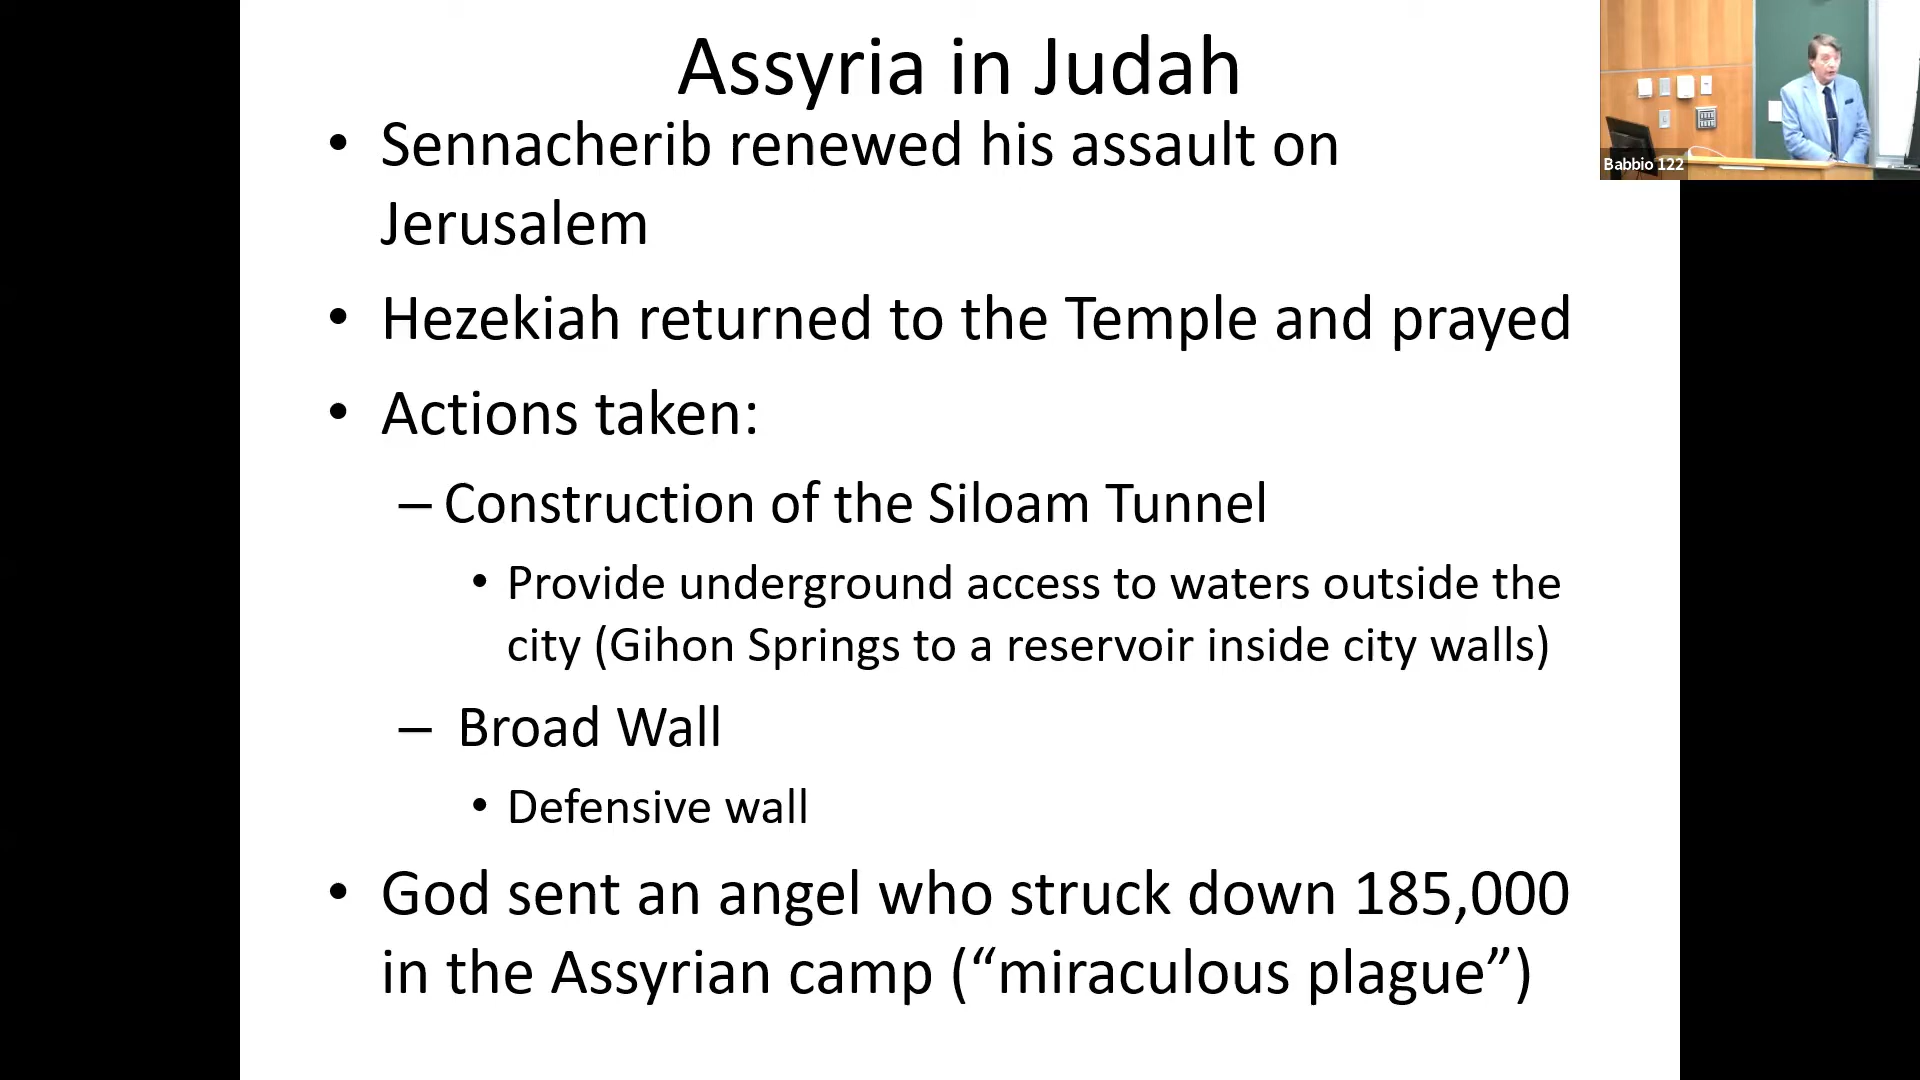 Assyria in Judah
• Sennacherib renewed his assault on
Jerusalem
• Hezekiah returned to the Temple and prayed
• Actions taken:
– Construction of the Siloam Tunnel
• Provide underground access to waters outside the
city (Gihon Springs to a reservoir inside city walls)
– Broad Wall
• Defensive wall
• God sent an angel who struck down 185,000
in the Assyrian camp (“miraculous plague”)
Babbio 122